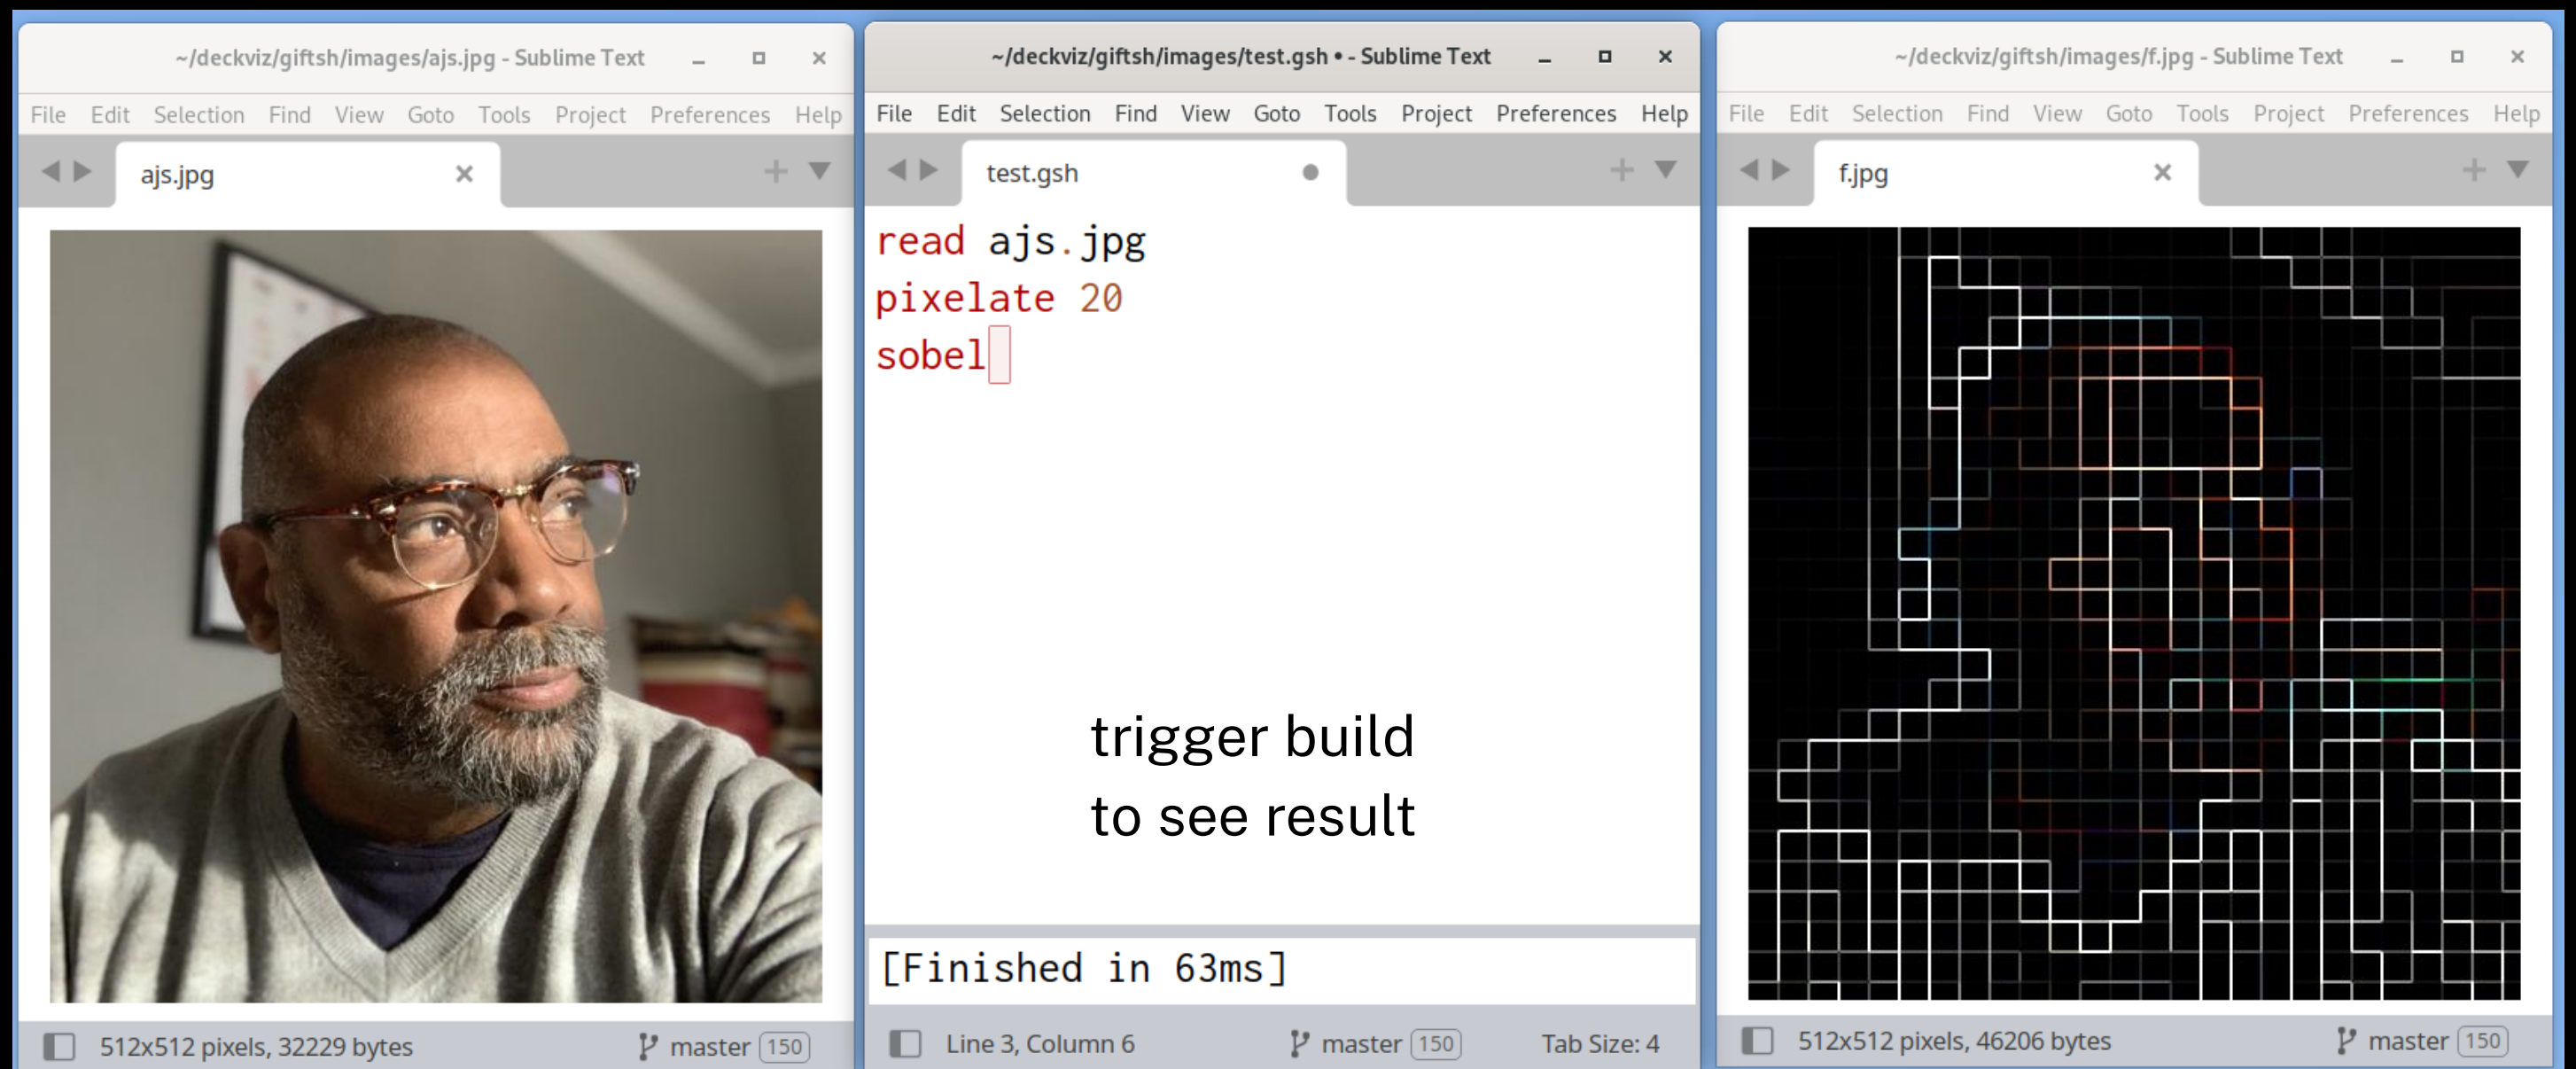 ~/deckviz/giftsh/images/ajs.jpg - Sublime Text
File Edit Selection Find View Goto Tools Project Preferences Help
ajs.jpg
512x512 pixels, 32229 bytes
master 150
~/deckviz/giftsh/images/test.gsh • - Sublime Text
File Edit Selection Find View Goto Tools Project Preferences Help
test.gsh
read ajs.jpg
pixelate 20
sobel
trigger build
to see result
[Finished in 63ms]
Line 3, Column 6
master 150
Tab Size: 4
~/deckviz/giftsh/images/f.jpg - Sublime Text
File Edit Selection Find View Goto Tools Project Preferences Help
f.jpg
512x512 pixels, 46206 bytes
master 150